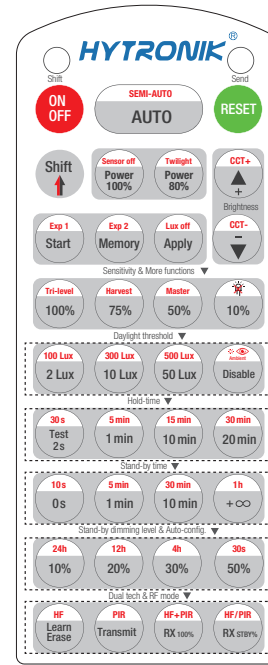 HYTRONIK®
Shift
Send
ON
OFF
SEMI-AUTO
AUTO
RESET
Shift
Sensor off
Power
100%
Twilight
Power
80%
CCT+
+
Brightness
Exp 1
Start
Exp 2
Memory
Lux off
Apply
CCT-
–
Sensitivity & More functions ▼
Tri-level
100%
Harvest
75%
Master
50%
10%
Daylight threshold ▼
100 Lux
2 Lux
300 Lux
10 Lux
500 Lux
50 Lux
Ambient
Disable
Hold-time ▼
30 s
Test
2 s
5 min
1 min
15 min
10 min
30 min
20 min
Stand-by time ▼
10 s
0 s
5 min
1 min
30 min
10 min
1 h
+∞
Stand-by dimming level & Auto-config. ▼
24h
10%
12h
20%
4h
30%
30s
50%
Dual tech & RF mode ▼
HF
Learn
Erase
PIR
Transmit
HF+PIR
RX 100%
HF/PIR
RX STBY%